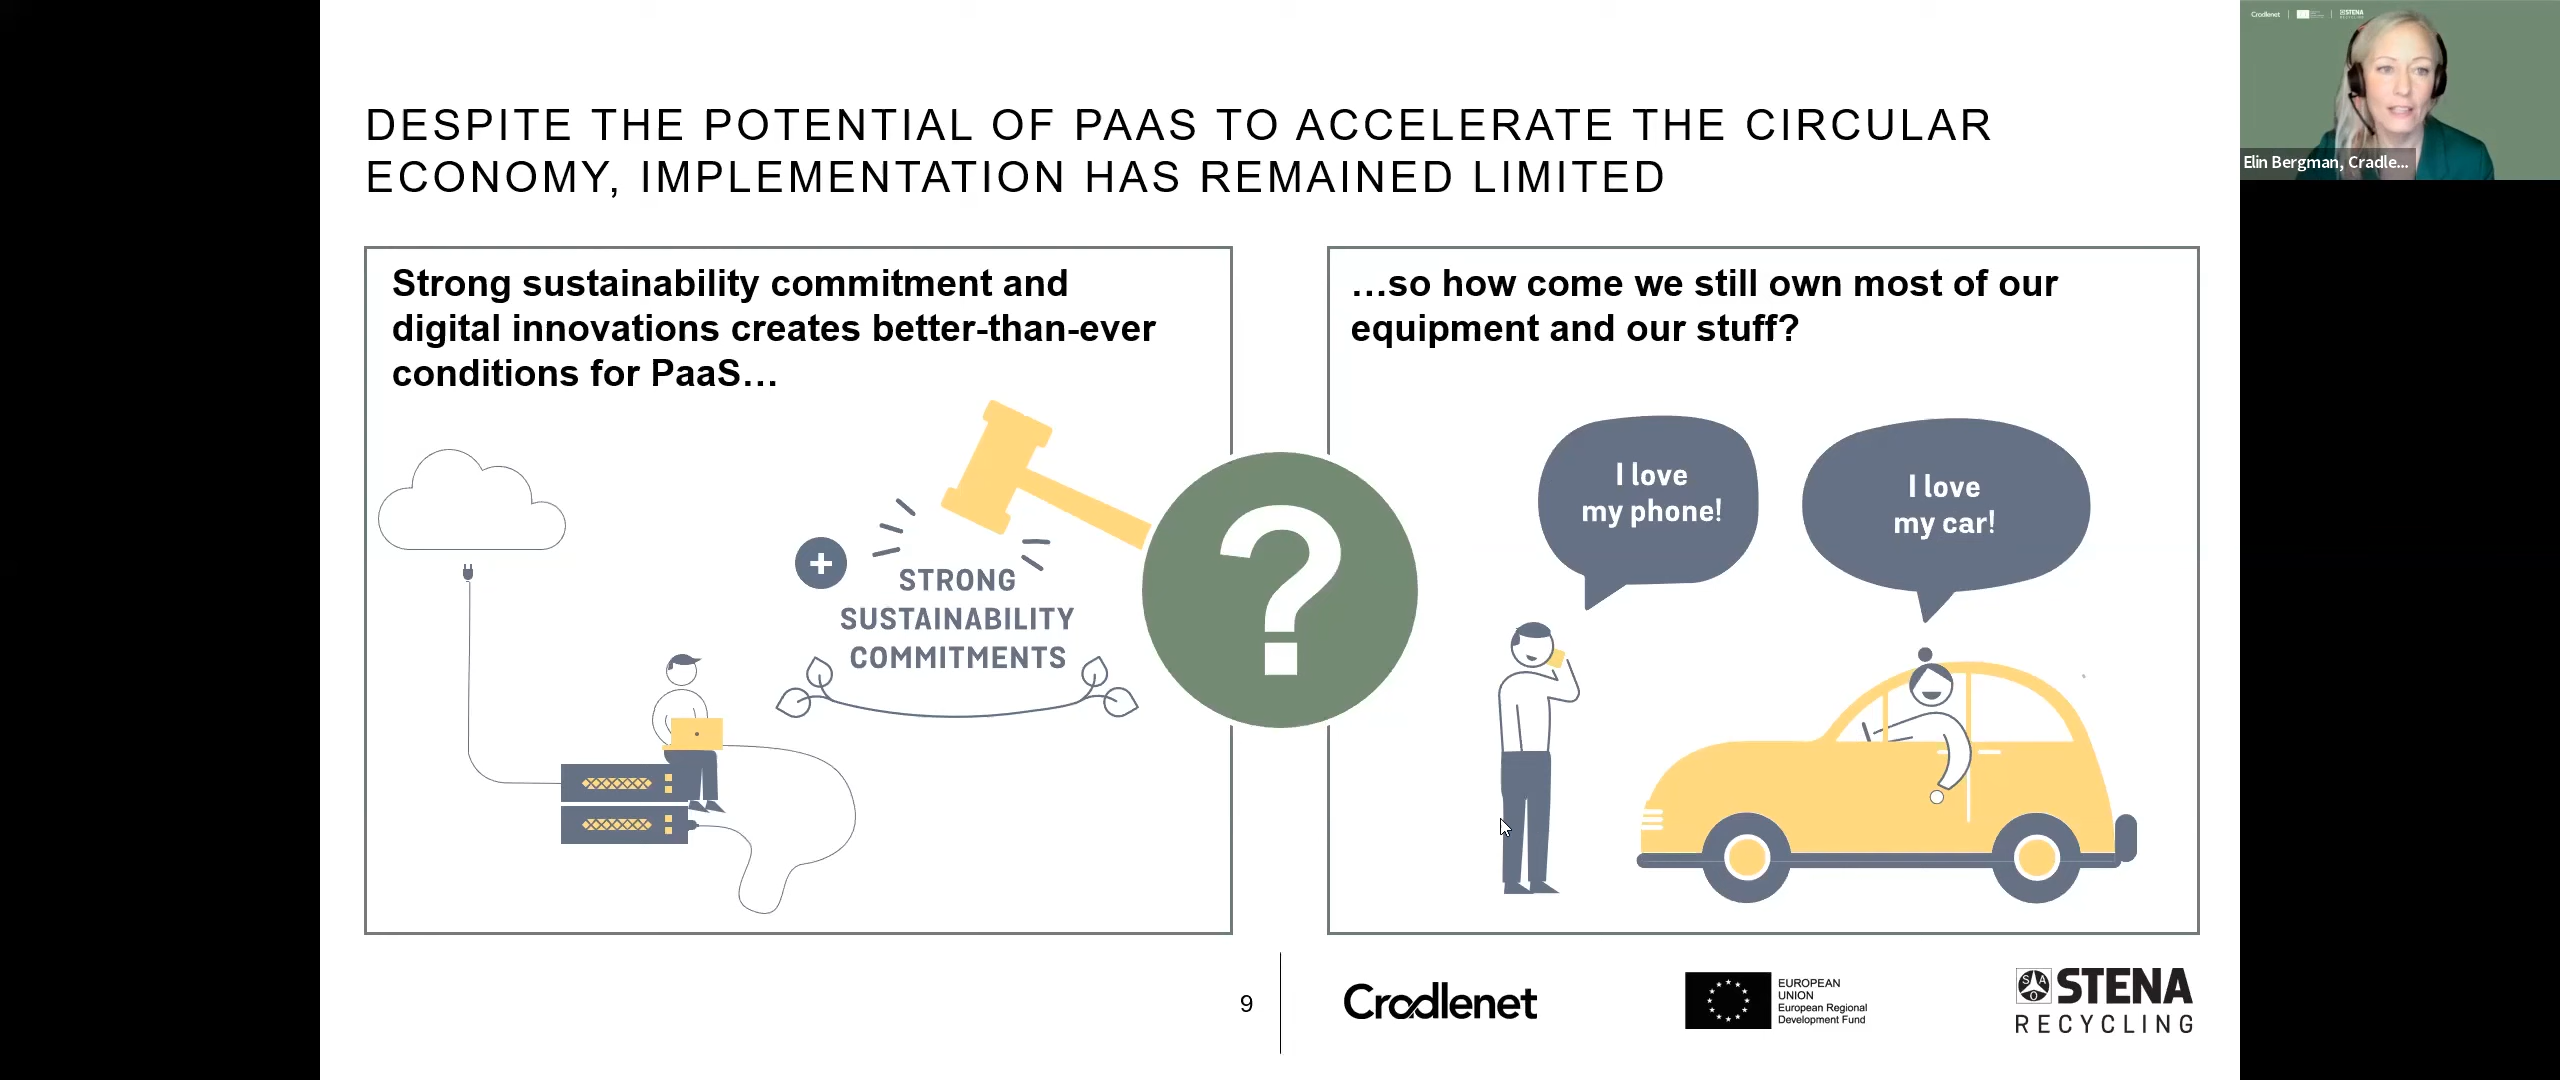 DESPITE THE POTENTIAL OF PAAS TO ACCELERATE THE CIRCULAR
ECONOMY, IMPLEMENTATION HAS REMAINED LIMITED
Strong sustainability commitment and
digital innovations creates better-than-ever
conditions for PaaS…
STRONG
SUSTAINABILITY
COMMITMENTS
?
…so how come we still own most of our
equipment and our stuff?
I love
my phone!
I love
my car!
9
Cradlenet
EUROPEAN
UNION
European Regional
Development Fund
STENA
RECYCLING
Cradlenet
STENA
Elin Bergman, Cradle...